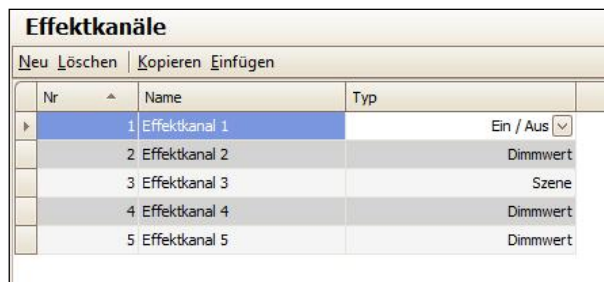 Effektkanäle
Neu Löschen Kopieren Einfügen
Nr Name Typ
1 Effektkanal 1 Ein / Aus
2 Effektkanal 2 Dimmwert
3 Effektkanal 3 Szene
4 Effektkanal 4 Dimmwert
5 Effektkanal 5 Dimmwert